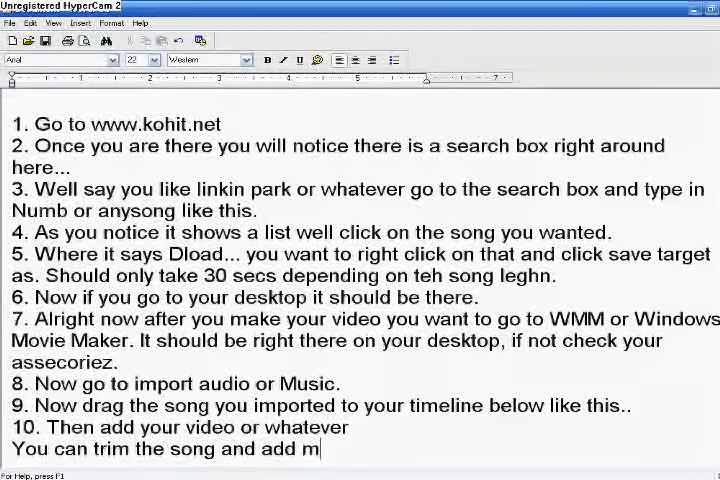 Unregistered HyperCam 2
File Edit View Insert Format Help
Arial 22 Western B I U
1 2 3 4 5 7
1. Go to www.kohit.net
2. Once you are there you will notice there is a search box right around
here...
3. Well say you like linkin park or whatever go to the search box and type in
Numb or anysong like this.
4. As you notice it shows a list well click on the song you wanted.
5. Where it says Dload... you want to right click on that and click save target
as. Should only take 30 secs depending on teh song leghn.
6. Now if you go to your desktop it should be there.
7. Alright now after you make your video you want to go to WMM or Windows
Movie Maker. It should be right there on your desktop, if not check your
assecoriez.
8. Now go to import audio or Music.
9. Now drag the song you imported to your timeline below like this..
10. Then add your video or whatever
You can trim the song and add m
For Help, press F1